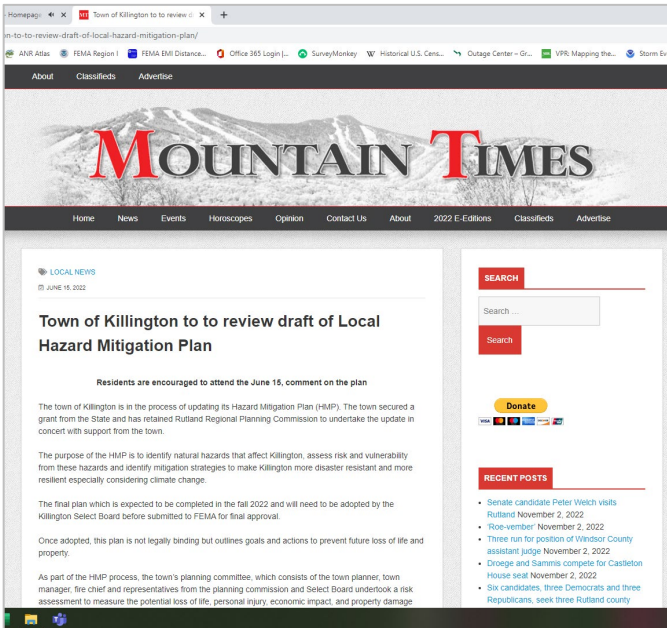 Homepage
Town of Killington to to review d
n-to-to-review-draft-of-local-hazard-mitigation-plan/
ANR Atlas
FEMA Region I
FEMA EMI Distance...
Office 365 Login |...
SurveyMonkey
Historical U.S. Cens...
Outage Center – Gr...
VPR: Mapping the...
Storm Ev
About
Classifieds
Advertise
MOUNTAIN TIMES
Home
News
Events
Horoscopes
Opinion
Contact Us
About
2022 E-Editions
Classifieds
Advertise
LOCAL NEWS
JUNE 15, 2022
Town of Killington to to review draft of Local
Hazard Mitigation Plan
Residents are encouraged to attend the June 15, comment on the plan
The town of Killington is in the process of updating its Hazard Mitigation Plan (HMP). The town secured a
grant from the State and has retained Rutland Regional Planning Commission to undertake the update in
concert with support from the town.
The purpose of the HMP is to identify natural hazards that affect Killington, assess risk and vulnerability
from these hazards and identify mitigation strategies to make Killington more disaster resistant and more
resilient especially considering climate change.
The final plan which is expected to be completed in the fall 2022 and will need to be adopted by the
Killington Select Board before submitted to FEMA for final approval.
Once adopted, this plan is not legally binding but outlines goals and actions to prevent future loss of life and
property.
As part of the HMP process, the town's planning committee, which consists of the town planner, town
manager, fire chief and representatives from the planning commission and Select Board undertook a risk
assessment to measure the potential loss of life, personal injury, economic impact, and property damage
SEARCH
Search ...
Search
Donate
VISA
RECENT POSTS
Senate candidate Peter Welch visits
Rutland November 2, 2022
'Roe-vember' November 2, 2022
Three run for position of Windsor County
assistant judge November 2, 2022
Droege and Sammis compete for Castleton
House seat November 2, 2022
Six candidates, three Democrats and three
Republicans, seek three Rutland county